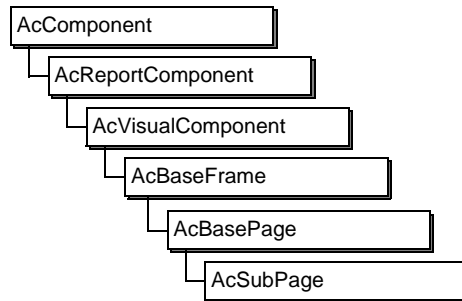 AcComponent
AcReportComponent
AcVisualComponent
AcBaseFrame
AcBasePage
AcSubPage